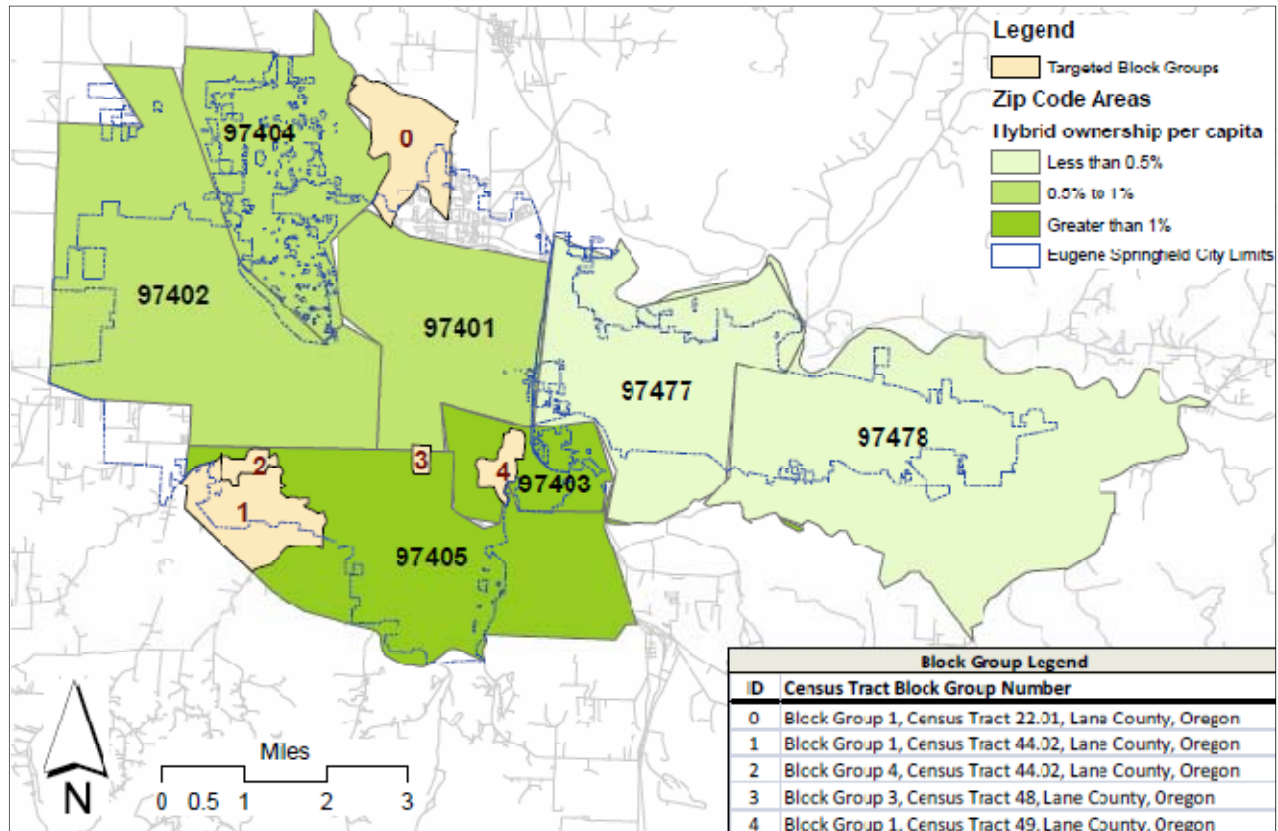 Legend
Targeted Block Groups
Zip Code Areas
Hybrid ownership per capita
Less than 0.5%
0.5% to 1%
Greater than 1%
Eugene Springfield City Limits
97404
0
97402
97401
97477
97478
2
3
4
97403
1
97405
Miles
0 0.5 1 2 3
N
Block Group Legend
ID Census Tract Block Group Number
0 Block Group 1, Census Tract 22.01, Lane County, Oregon
1 Block Group 1, Census Tract 44.02, Lane County, Oregon
2 Block Group 4, Census Tract 44.02, Lane County, Oregon
3 Block Group 3, Census Tract 48, Lane County, Oregon
4 Block Group 1, Census Tract 49, Lane County, Oregon